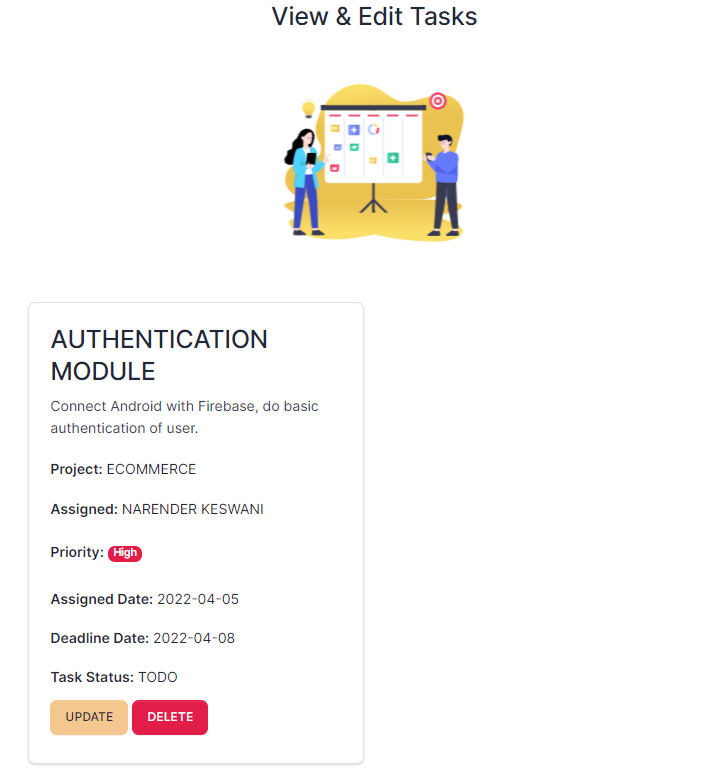 View & Edit Tasks
AUTHENTICATION
MODULE
Connect Android with Firebase, do basic
authentication of user.
Project: ECOMMERCE
Assigned: NARENDER KESWANI
Priority: High
Assigned Date: 2022-04-05
Deadline Date: 2022-04-08
Task Status: TODO
UPDATE DELETE